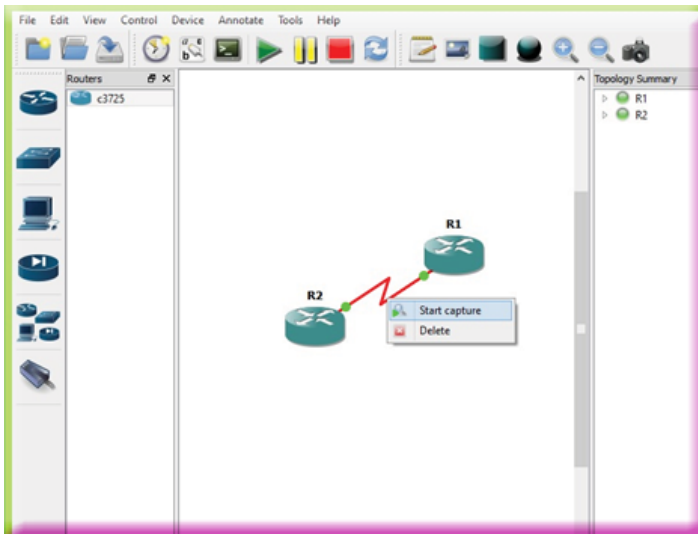 File Edit View Control Device Annotate Tools Help
Routers
Topology Summary
c3725
R1
R2
R1
R2
Start capture
Delete